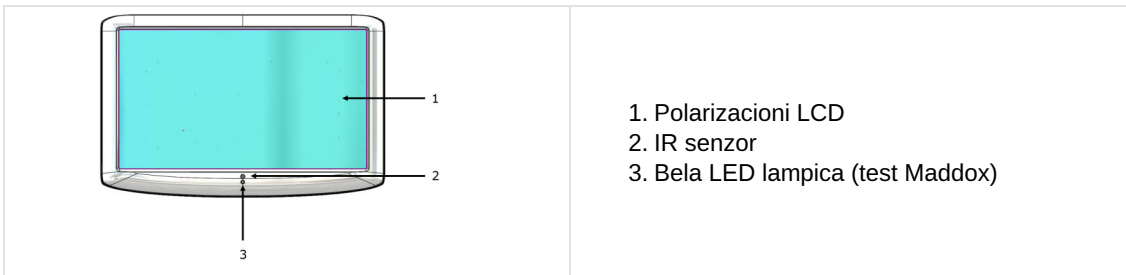 1
2
3
1. Polarizacioni LCD
2. IR senzor
3. Bela LED lampica (test Maddox)